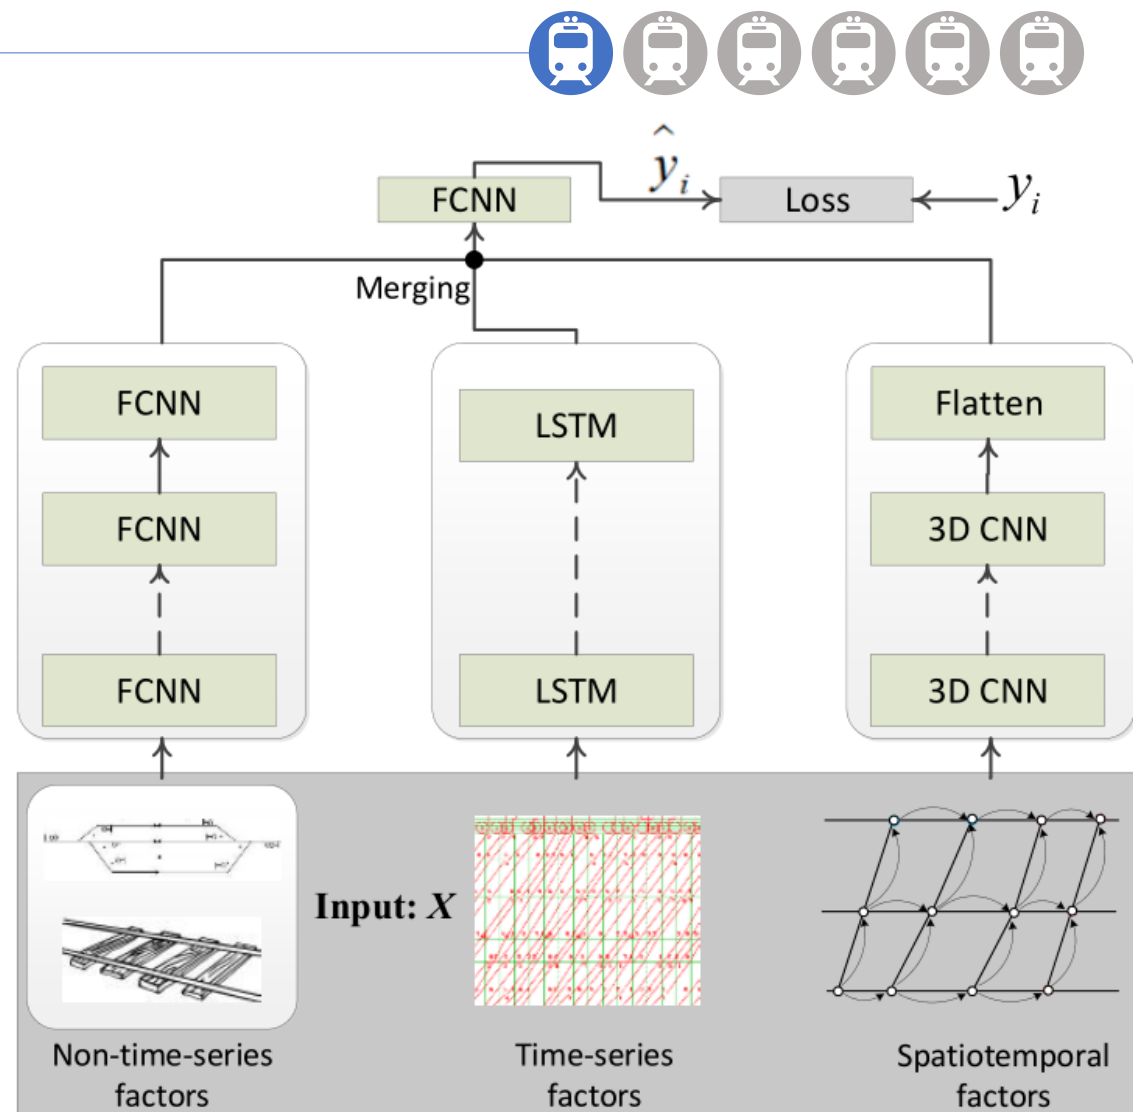 FCNN
ŷᵢ
Loss
yᵢ
Merging
FCNN
LSTM
Flatten
FCNN
3D CNN
FCNN
LSTM
3D CNN
Input: X
Non-time-series
factors
Time-series
factors
Spatiotemporal
factors